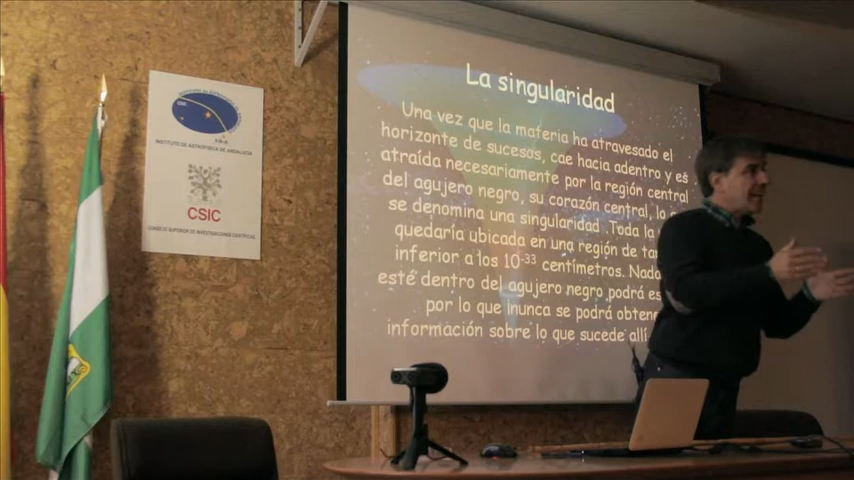 CSIC
INSTITUTO DE ASTROFÍSICA DE ANDALUCÍA
CSIC
CONSEJO SUPERIOR DE INVESTIGACIONES CIENTÍFICAS
La singularidad
Una vez que la materia ha atravesado el
horizonte de sucesos, cae hacia adentro y es
atraída necesariamente por la región central
del agujero negro, su corazón central, lo
se denomina una singularidad. Toda la
quedaría ubicada en una región de
inferior a los 10⁻³³ centímetros. Nada
esté dentro del agujero negro podrá
por lo que nunca se podrá
información sobre lo que sucede allí